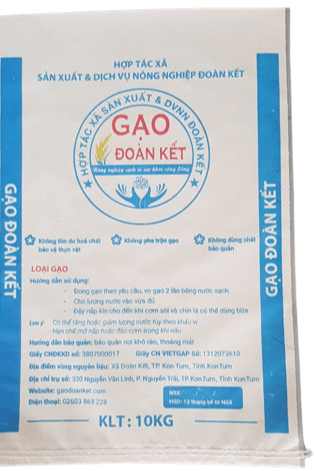 HỢP TÁC XÃ
SẢN XUẤT & DỊCH VỤ NÔNG NGHIỆP ĐOÀN KẾT
HỢP TÁC XÃ SẢN XUẤT & DVNN ĐOÀN KẾT
GẠO
ĐOÀN KẾT
Nông nghiệp sạch vì sức khỏe cộng đồng
GẠO ĐOÀN KẾT
GẠO ĐOÀN KẾT
Không tồn dư hoá chất
bảo vệ thực vật
Không pha trộn gạo
Không dùng chất
bảo quản
LOẠI GẠO
Hướng dẫn sử dụng:
- Đong gạo theo yêu cầu, vo gạo 2 lần bằng nước sạch.
- Cho lượng nước vào vừa đủ
- Đậy nắp kín cho đến khi cơm sôi và chín là có thể dùng bữa
Lưu ý: Có thể tăng hoặc giảm lượng nước tùy theo khẩu vị
Hạn chế mở nắp hoặc đảo cơm trong khi nấu
Hướng dẫn bảo quản: bảo quản nơi khô ráo, thoáng mát
Giấy CNĐKKD số: 3807000017 Giấy CN VIETGAP Số: 1312073610
Địa điểm vùng nguyên liệu: Xã Đoàn Kết, TP. Kon Tum, Tỉnh KonTum
Địa chỉ trụ sở: 330 Nguyễn Văn Linh, P. Nguyễn Trãi, TP.KonTum, Tỉnh KonTum
Website: gaodoanket.com
Điện thoại: 02603 863 228
NSX:
HSD: 12 tháng kể từ NSX
KLT: 10KG